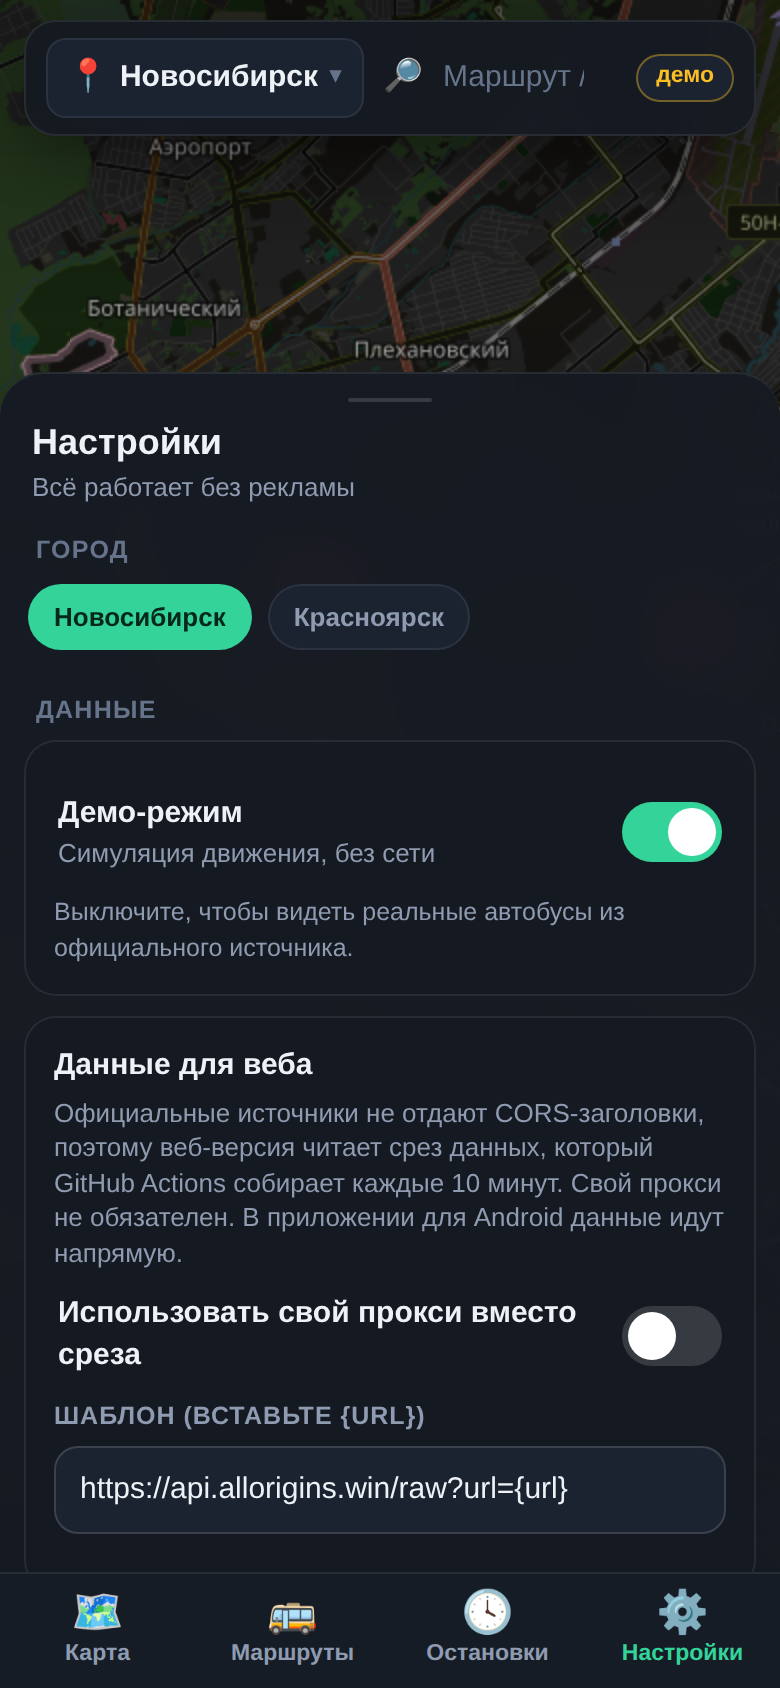 Новосибирск
Маршрут /
демо
Аэропорт
50Н-
Ботанический
Плехановский
Настройки
Всё работает без рекламы
ГОРОД
Новосибирск
Красноярск
ДАННЫЕ
Демо-режим
Симуляция движения, без сети
Выключите, чтобы видеть реальные автобусы из
официального источника.
Данные для веба
Официальные источники не отдают CORS-заголовки,
поэтому веб-версия читает срез данных, который
GitHub Actions собирает каждые 10 минут. Свой прокси
не обязателен. В приложении для Android данные идут
напрямую.
Использовать свой прокси вместо
среза
ШАБЛОН (ВСТАВЬТЕ {URL})
https://api.allorigins.win/raw?url={url}
Карта
Маршруты
Остановки
Настройки